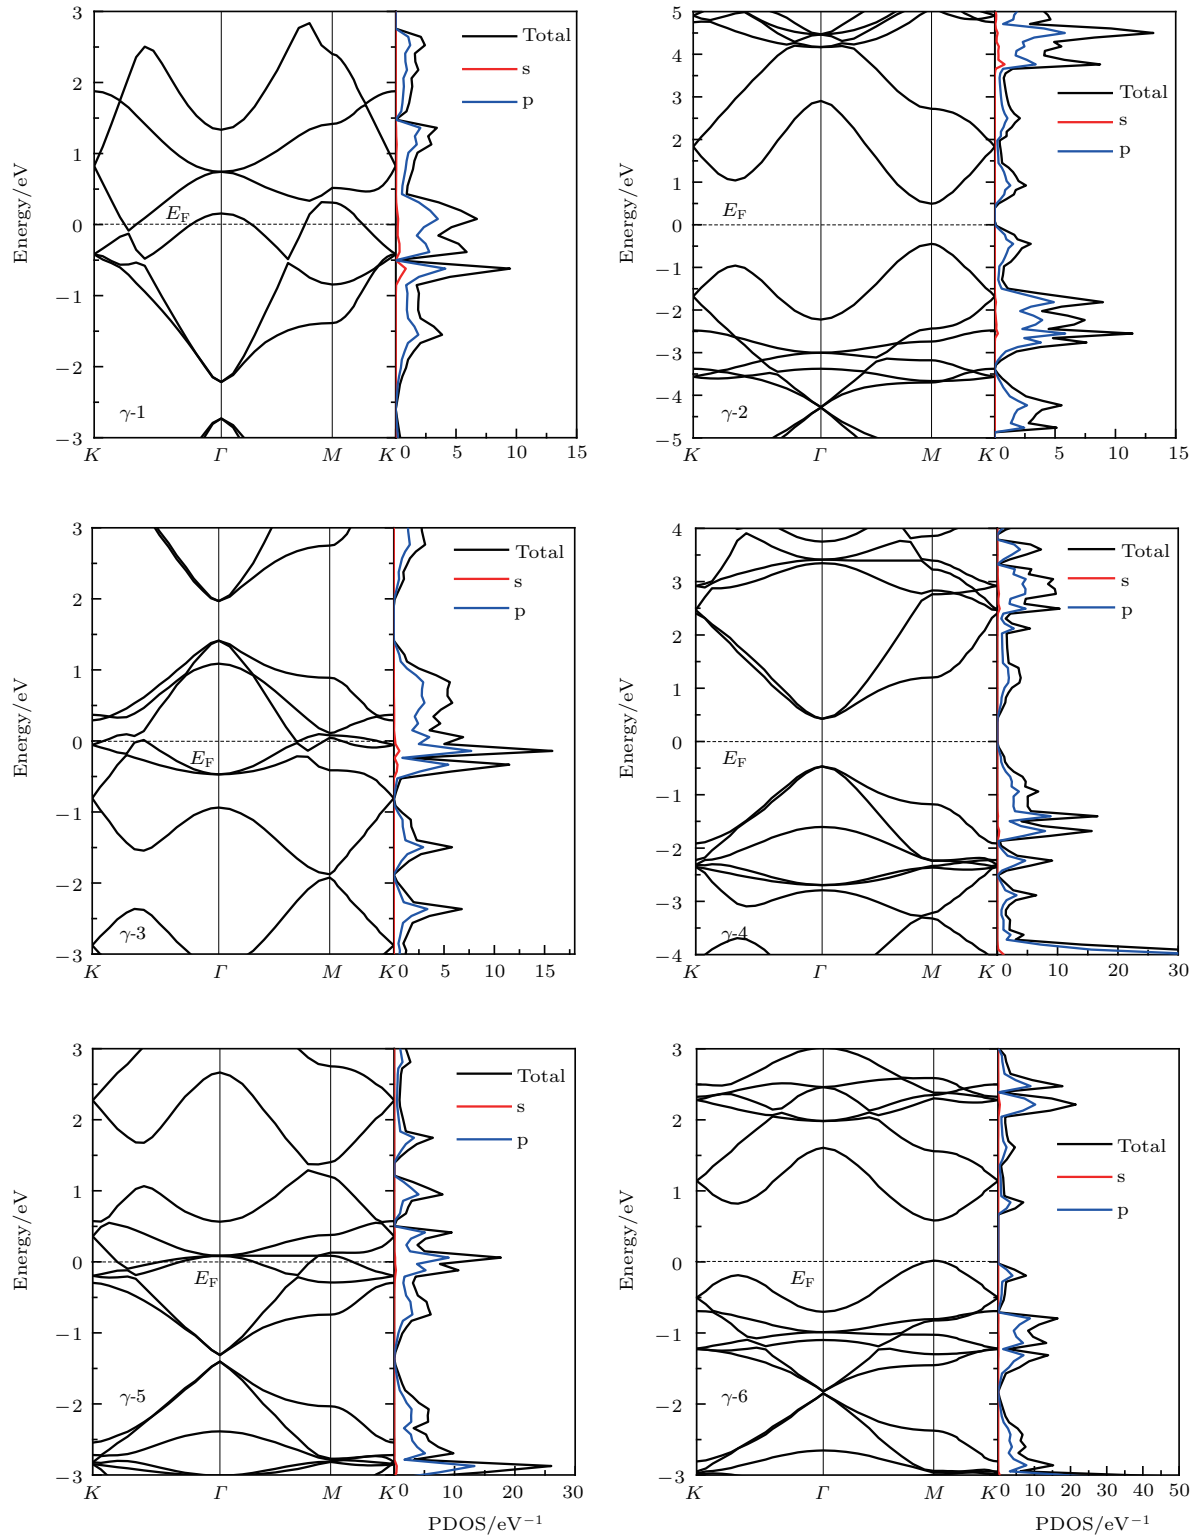 3
2
1
0
−1
−2
−3
Energy/eV
E_F
γ-1
Total
s
p
K Γ M K 0 5 10 15
5
4
3
2
1
0
−1
−2
−3
−4
−5
Energy/eV
E_F
γ-2
Total
s
p
K Γ M K 0 5 10 15
3
2
1
0
−1
−2
−3
Energy/eV
E_F
γ-3
Total
s
p
K Γ M K 0 5 10 15
4
3
2
1
0
−1
−2
−3
−4
Energy/eV
E_F
γ-4
Total
s
p
K Γ M K 0 10 20 30
3
2
1
0
−1
−2
−3
Energy/eV
E_F
γ-5
Total
s
p
K Γ M K 0 10 20 30
PDOS/eV⁻¹
3
2
1
0
−1
−2
−3
Energy/eV
E_F
γ-6
Total
s
p
K Γ M K 0 10 20 30 40 50
PDOS/eV⁻¹